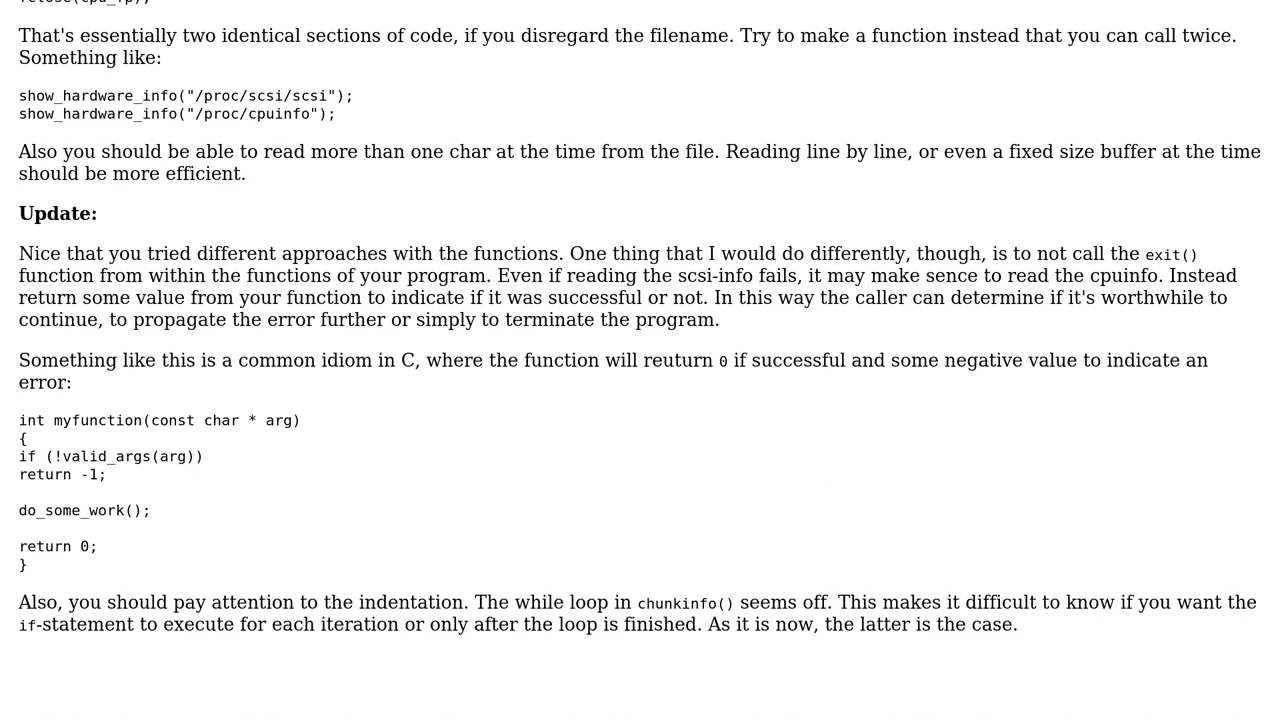 fclose(cpu_fp);
That's essentially two identical sections of code, if you disregard the filename. Try to make a function instead that you can call twice.
Something like:
show_hardware_info("/proc/scsi/scsi");
show_hardware_info("/proc/cpuinfo");
Also you should be able to read more than one char at the time from the file. Reading line by line, or even a fixed size buffer at the time
should be more efficient.
Update:
Nice that you tried different approaches with the functions. One thing that I would do differently, though, is to not call the exit()
function from within the functions of your program. Even if reading the scsi-info fails, it may make sence to read the cpuinfo. Instead
return some value from your function to indicate if it was successful or not. In this way the caller can determine if it's worthwhile to
continue, to propagate the error further or simply to terminate the program.
Something like this is a common idiom in C, where the function will reuturn 0 if successful and some negative value to indicate an
error:
int myfunction(const char * arg)
{
if (!valid_args(arg))
return -1;
do_some_work();
return 0;
}
Also, you should pay attention to the indentation. The while loop in chunkinfo() seems off. This makes it difficult to know if you want the
if-statement to execute for each iteration or only after the loop is finished. As it is now, the latter is the case.